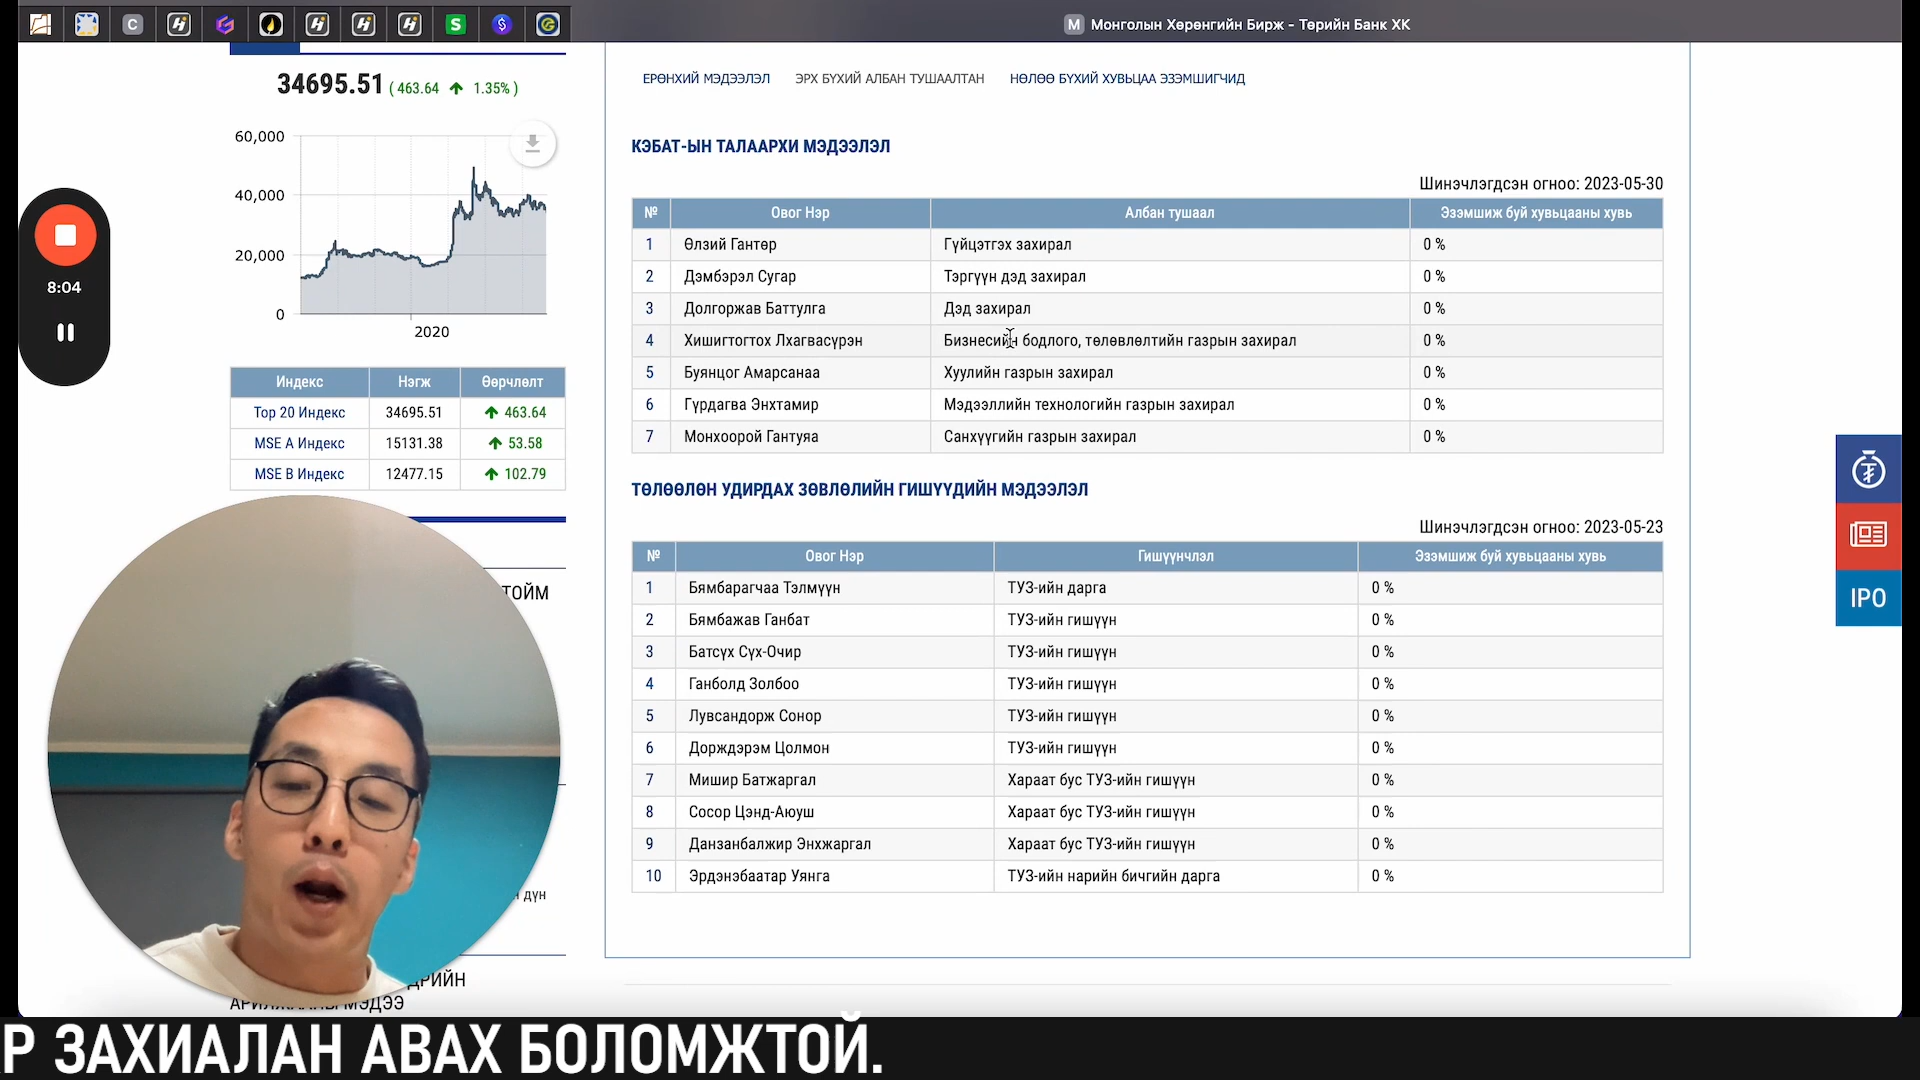 C
S
M Монголын Хөрөнгийн Бирж - Төрийн Банк ХК
34695.51 ( 463.64 1.35% )
60,000
40,000
20,000
0
2020
8:04
Индекс Нэгж Өөрчлөлт
Top 20 Индекс 34695.51 463.64
MSE A Индекс 15131.38 53.58
MSE B Индекс 12477.15 102.79
ТОЙМ
дүн
АРИЛЖААНЫ МЭДЭЭ
ЕРӨНХИЙ МЭДЭЭЛЭЛ ЭРХ БҮХИЙ АЛБАН ТУШААЛТАН НӨЛӨӨ БҮХИЙ ХУВЬЦАА ЭЗЭМШИГЧИД
КЭБАТ-ЫН ТАЛААРХИ МЭДЭЭЛЭЛ
Шинэчлэгдсэн огноо: 2023-05-30
№ Овог Нэр Албан тушаал Эзэмшиж буй хувьцааны хувь
1 Өлзий Гантөр Гүйцэтгэх захирал 0 %
2 Дэмбэрэл Сугар Тэргүүн дэд захирал 0 %
3 Долгоржав Баттулга Дэд захирал 0 %
4 Хишигтогтох Лхагвасүрэн Бизнесийн бодлого, төлөвлөлтийн газрын захирал 0 %
5 Буянцог Амарсанаа Хуулийн газрын захирал 0 %
6 Гүрдагва Энхтамир Мэдээллийн технологийн газрын захирал 0 %
7 Монхоорой Гантуяа Санхүүгийн газрын захирал 0 %
ТӨЛӨӨЛӨН УДИРДАХ ЗӨВЛӨЛИЙН ГИШҮҮДИЙН МЭДЭЭЛЭЛ
Шинэчлэгдсэн огноо: 2023-05-23
№ Овог Нэр Гишүүнчлэл Эзэмшиж буй хувьцааны хувь
1 Бямбарагчаа Тэлмүүн ТУЗ-ийн дарга 0 %
2 Бямбажав Ганбат ТУЗ-ийн гишүүн 0 %
3 Батсүх Сүх-Очир ТУЗ-ийн гишүүн 0 %
4 Ганболд Золбоо ТУЗ-ийн гишүүн 0 %
5 Лувсандорж Сонор ТУЗ-ийн гишүүн 0 %
6 Дорждэрэм Цолмон ТУЗ-ийн гишүүн 0 %
7 Мишир Батжаргал Хараат бус ТУЗ-ийн гишүүн 0 %
8 Сосор Цэнд-Аюуш Хараат бус ТУЗ-ийн гишүүн 0 %
9 Данзанбалжир Энхжаргал Хараат бус ТУЗ-ийн гишүүн 0 %
10 Эрдэнэбаатар Уянга ТУЗ-ийн нарийн бичгийн дарга 0 %
₮
IPO
Р ЗАХИАЛАН АВАХ БОЛОМЖТОЙ.